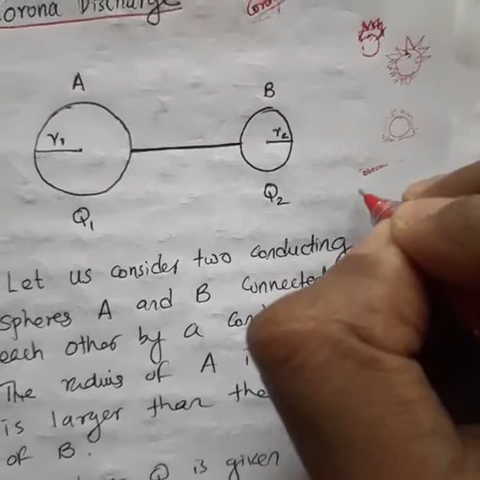 Corona Discharge
A
B
r1
r2
Q1
Q2
Let us consider two conducting
spheres A and B connected
each other by a
The radius of A
is larger than the
of B.
Q is given